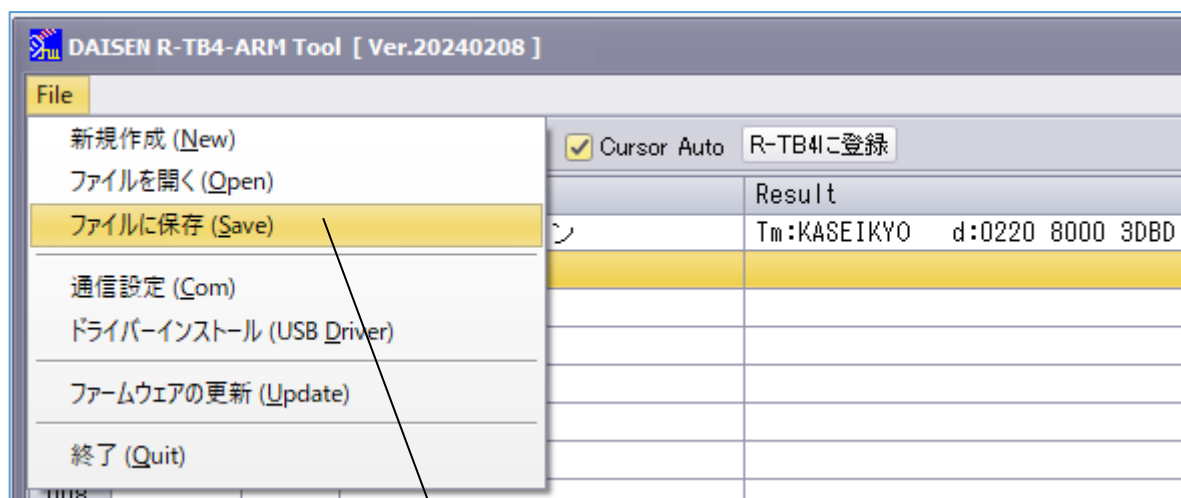 DAISEN R-TB4-ARM Tool [ Ver.20240208 ]
File
新規作成 (New)
Cursor Auto R-TB4に登録
ファイルを開く (Open)
Result
ファイルに保存 (Save)
ン Tm:KASEIKYO d:0220 8000 3DBD
通信設定 (Com)
ドライバーインストール (USB Driver)
ファームウェアの更新 (Update)
終了 (Quit)